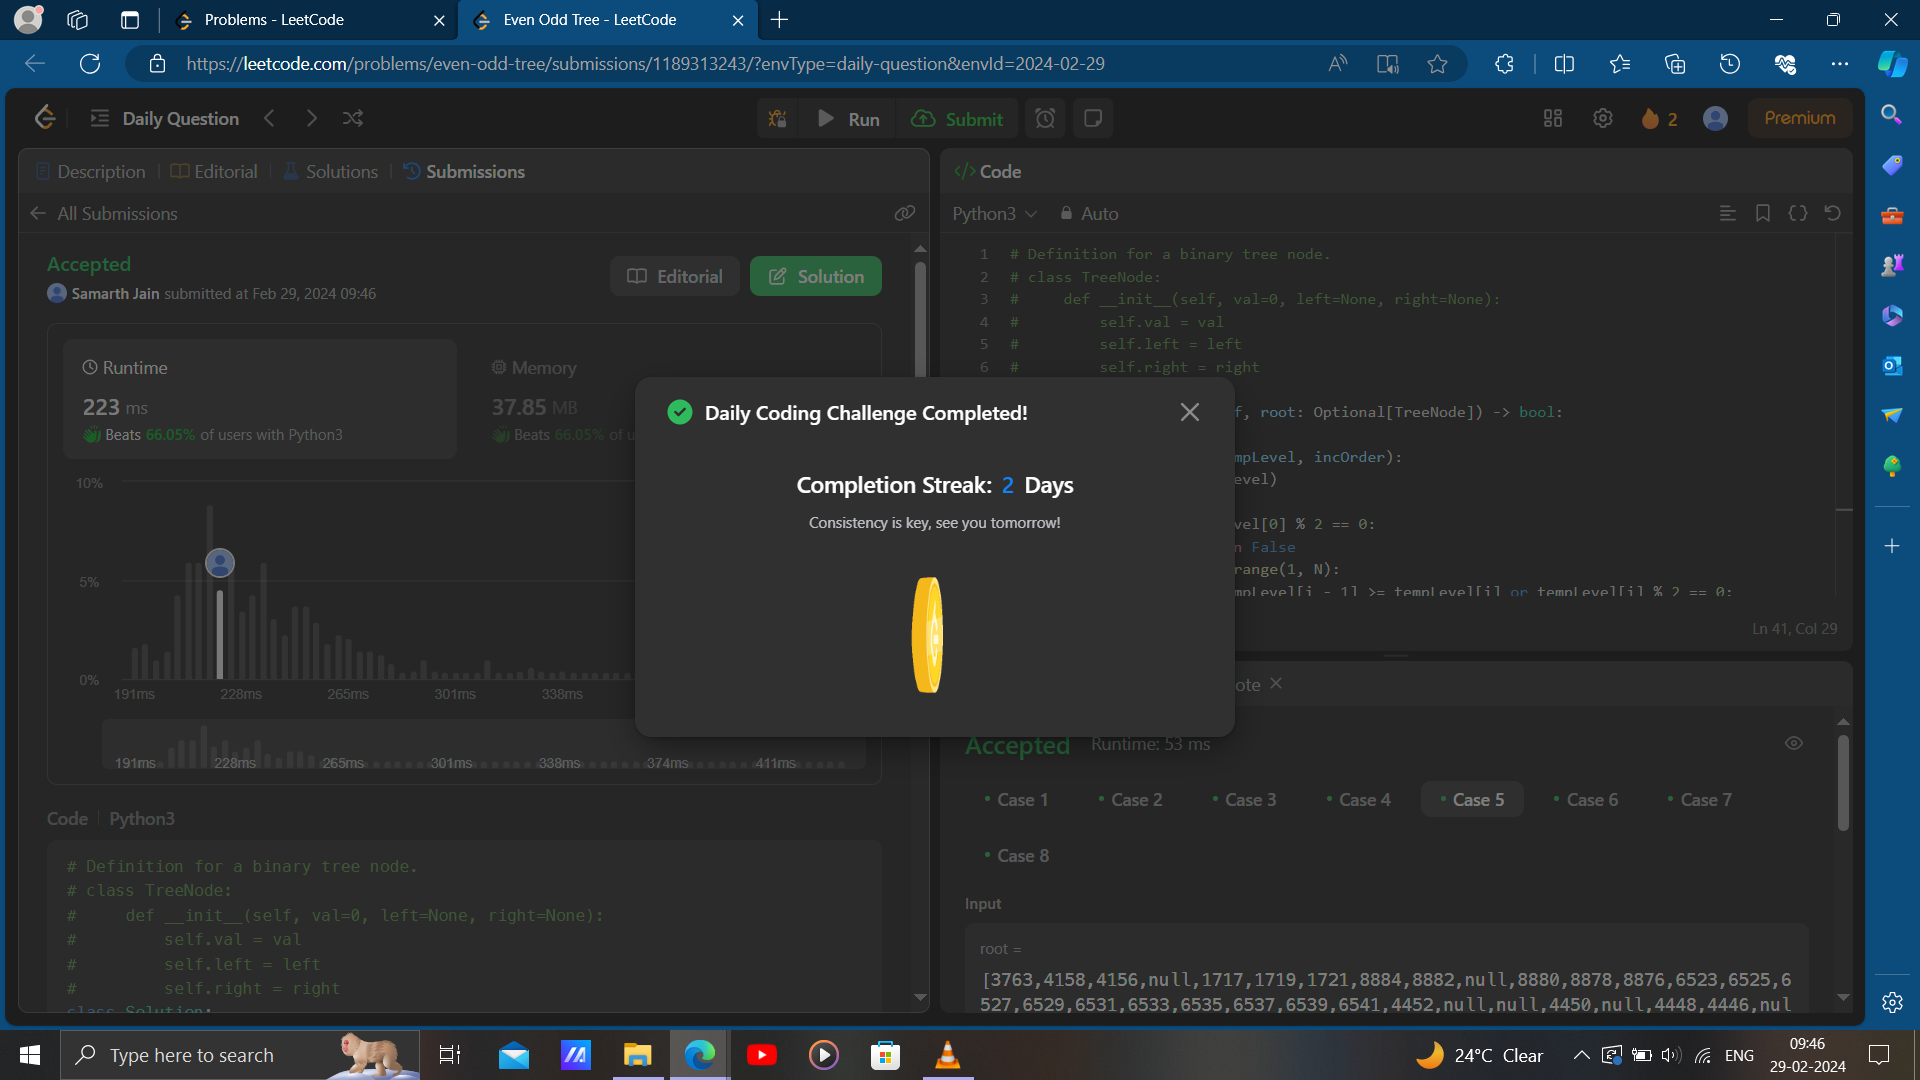 Problems - LeetCode
Even Odd Tree - LeetCode
https://leetcode.com/problems/even-odd-tree/submissions/1189313243/?envType=daily-question&envId=2024-02-29
Daily Question
Run
Submit
2
Premium
Description
Editorial
Solutions
Submissions
All Submissions
Accepted
Samarth Jain submitted at Feb 29, 2024 09:46
Editorial
Solution
Runtime
223 ms
Beats 66.05% of users with Python3
Memory
37.85 MB
Beats 66.05% of u
10%
5%
0%
191ms 228ms 265ms 301ms 338ms
191ms 228ms 265ms 301ms 338ms 374ms 411ms
Code
Python3
# Definition for a binary tree node.
# class TreeNode:
#     def __init__(self, val=0, left=None, right=None):
#         self.val = val
#         self.left = left
#         self.right = right
class Solution:
Daily Coding Challenge Completed!
Completion Streak: 2 Days
Consistency is key, see you tomorrow!
Code
Python3
Auto
1 # Definition for a binary tree node.
2 # class TreeNode:
3 #     def __init__(self, val=0, left=None, right=None):
4 #         self.val = val
5 #         self.left = left
6 #         self.right = right
f, root: Optional[TreeNode]) -> bool:
mpLevel, incOrder):
evel)
vel[0] % 2 == 0:
n False
range(1, N):
mpLevel[i - 1] >= tempLevel[i] or tempLevel[i] % 2 == 0:
Ln 41, Col 29
ote
Accepted
Runtime: 53 ms
Case 1
Case 2
Case 3
Case 4
Case 5
Case 6
Case 7
Case 8
Input
root =
[3763,4158,4156,null,1717,1719,1721,8884,8882,null,8880,8878,8876,6523,6525,6
527,6529,6531,6533,6535,6537,6539,6541,4452,null,null,4450,null,4448,4446,nul
Type here to search
24°C Clear
ENG
09:46
29-02-2024